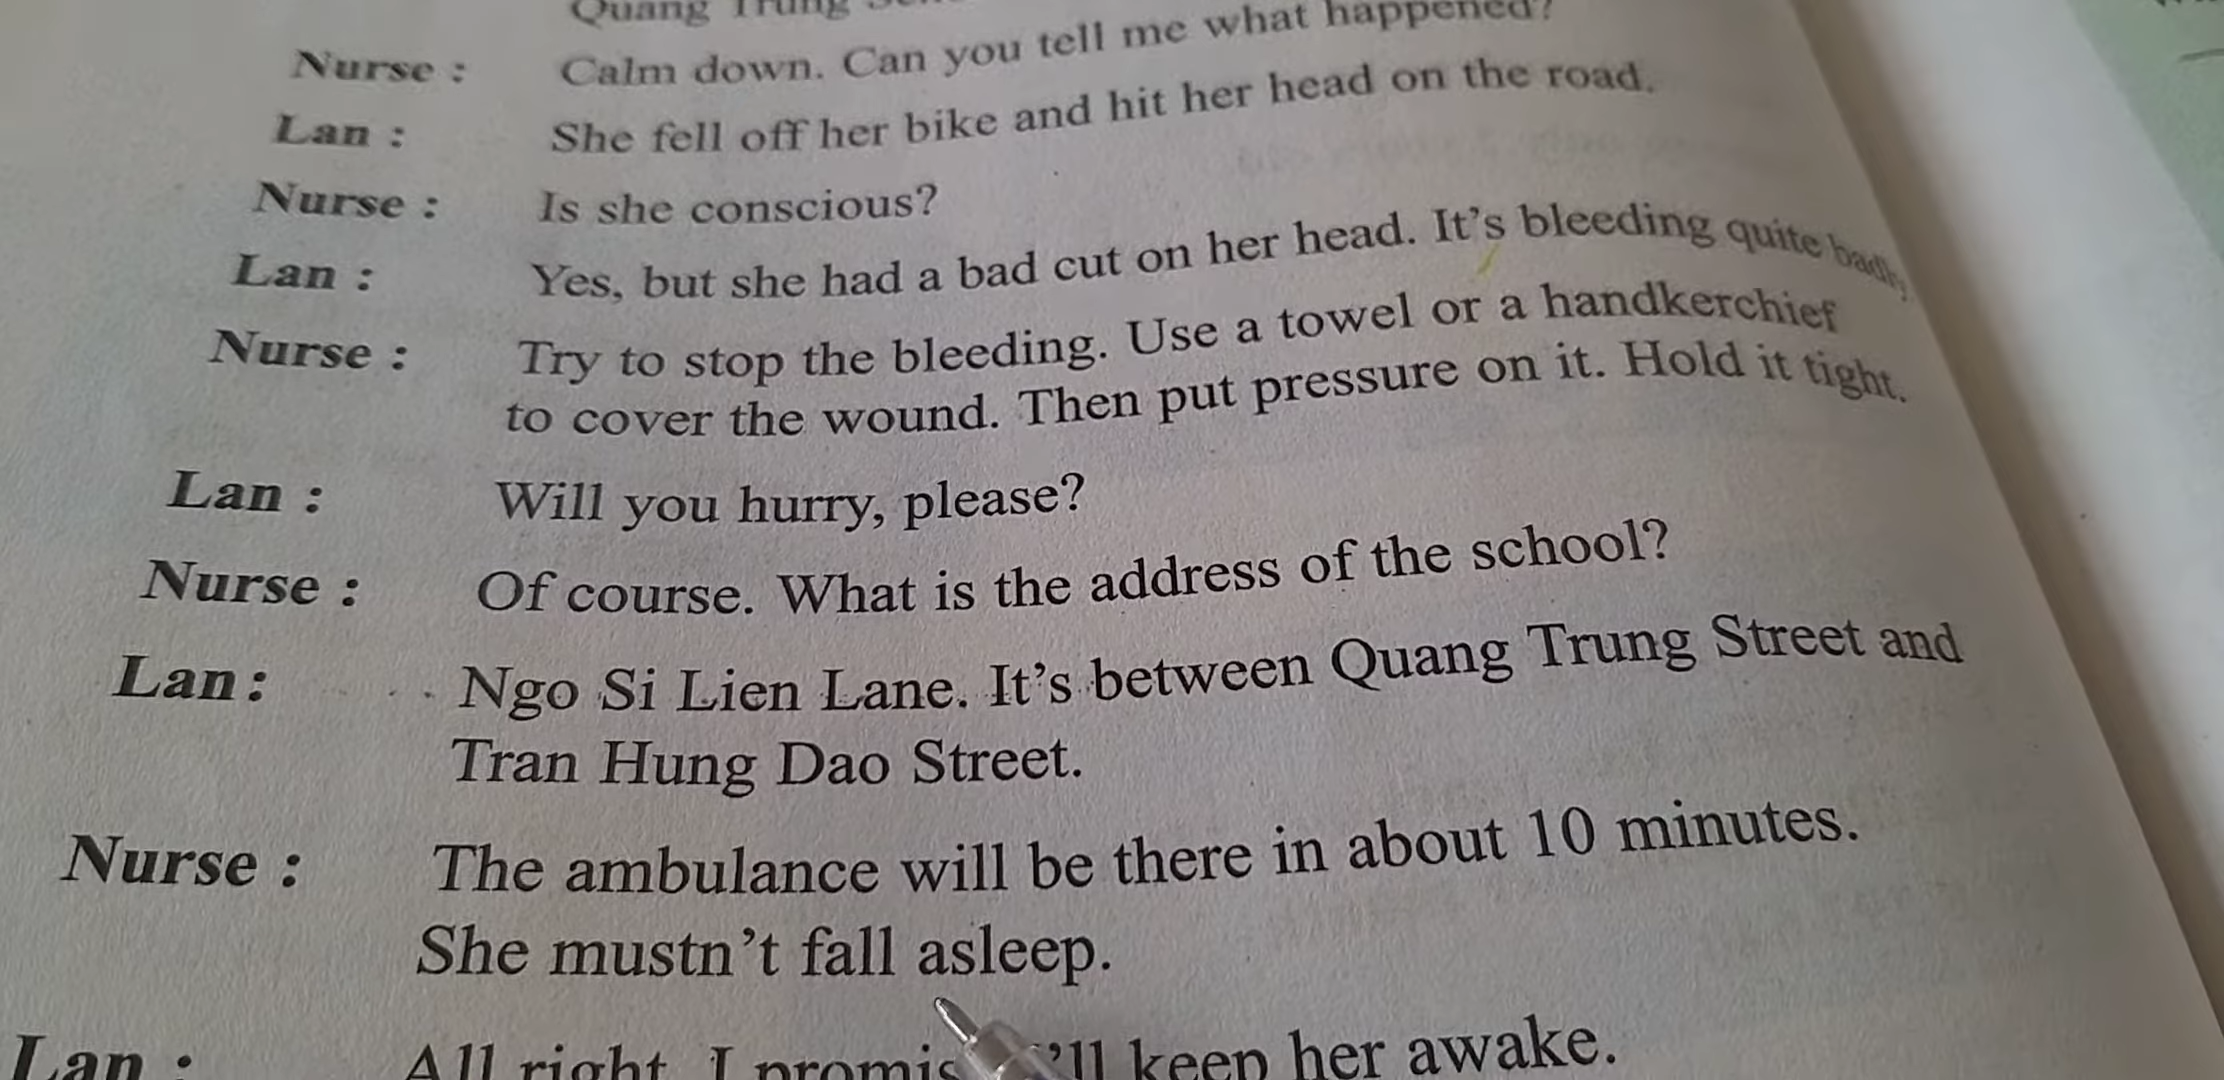 Quang Trung
Nurse : Calm down. Can you tell me what happened?
Lan : She fell off her bike and hit her head on the road.
Nurse : Is she conscious?
Lan : Yes, but she had a bad cut on her head. It's bleeding quite badly
Nurse : Try to stop the bleeding. Use a towel or a handkerchief
to cover the wound. Then put pressure on it. Hold it tight.
Lan : Will you hurry, please?
Nurse : Of course. What is the address of the school?
Lan : Ngo Si Lien Lane. It's between Quang Trung Street and
Tran Hung Dao Street.
Nurse : The ambulance will be there in about 10 minutes.
She mustn't fall asleep.
Lan : All right, I promis 'll keep her awake.